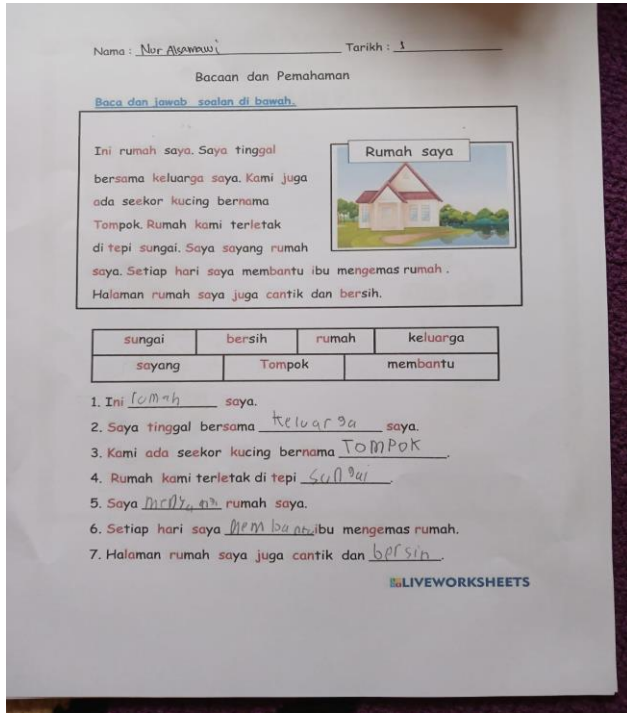 Nama : Nur Alsamawi Tarikh : 1
Bacaan dan Pemahaman
Baca dan jawab soalan di bawah.
Ini rumah saya. Saya tinggal
bersama keluarga saya. Kami juga
ada seekor kucing bernama
Tompok. Rumah kami terletak
di tepi sungai. Saya sayang rumah
saya. Setiap hari saya membantu ibu mengemas rumah .
Halaman rumah saya juga cantik dan bersih.
Rumah saya
sungai bersih rumah keluarga
sayang Tompok membantu
1. Ini rumah saya.
2. Saya tinggal bersama keluarga saya.
3. Kami ada seekor kucing bernama TOMPOK.
4. Rumah kami terletak di tepi sungai.
5. Saya rumah saya.
6. Setiap hari saya ibu mengemas rumah.
7. Halaman rumah saya juga cantik dan bersih.
LIVEWORKSHEETS